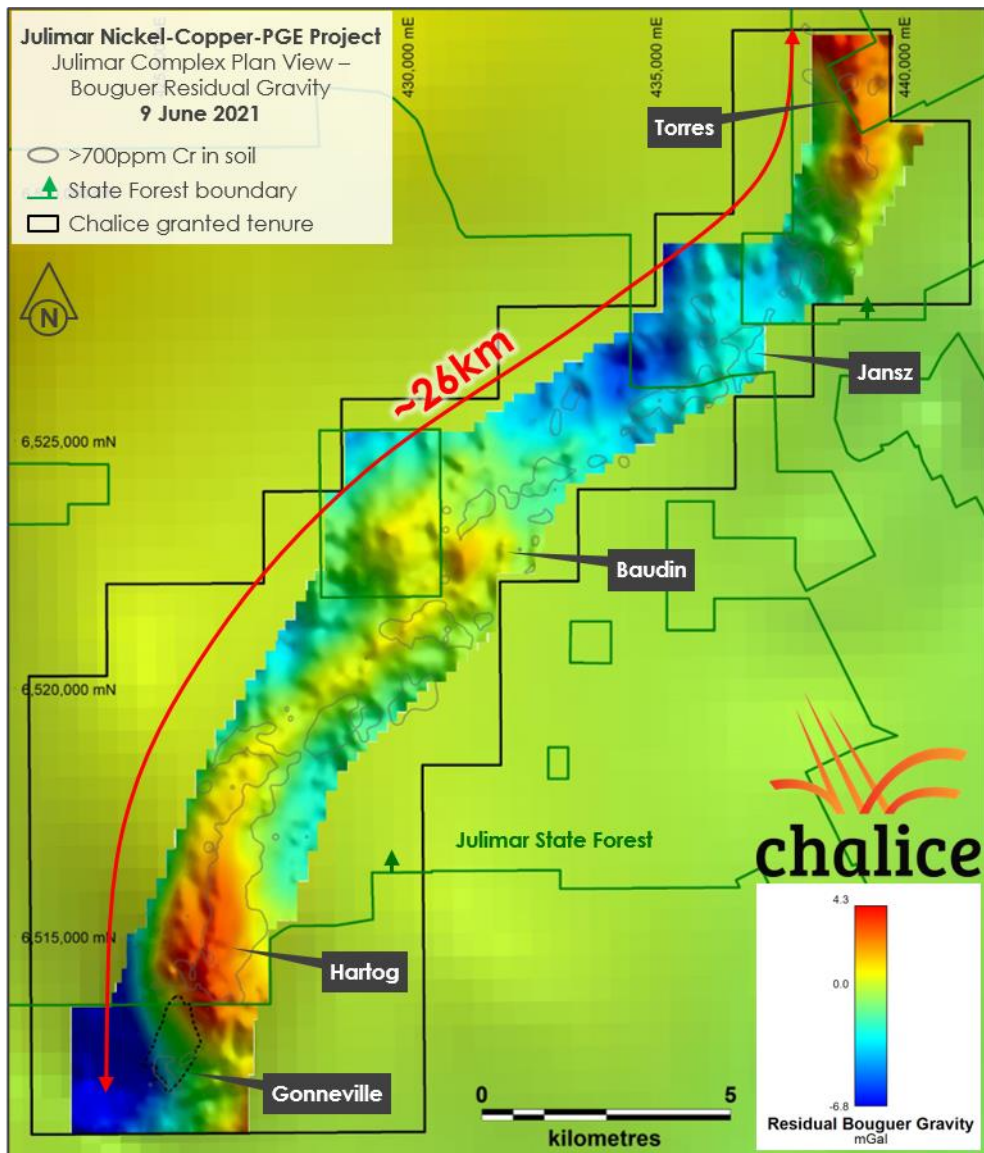 Julimar Nickel-Copper-PGE Project
Julimar Complex Plan View –
Bouguer Residual Gravity
9 June 2021
>700ppm Cr in soil
State Forest boundary
Chalice granted tenure
430,000 mE
435,000 mE
440,000 mE
Torres
N
~26km
Jansz
6,525,000 mN
Baudin
6,520,000 mN
Julimar State Forest
chalice
6,515,000 mN
Hartog
Gonneville
0 5
kilometres
4.3
0.0
-6.8
Residual Bouguer Gravity
mGal